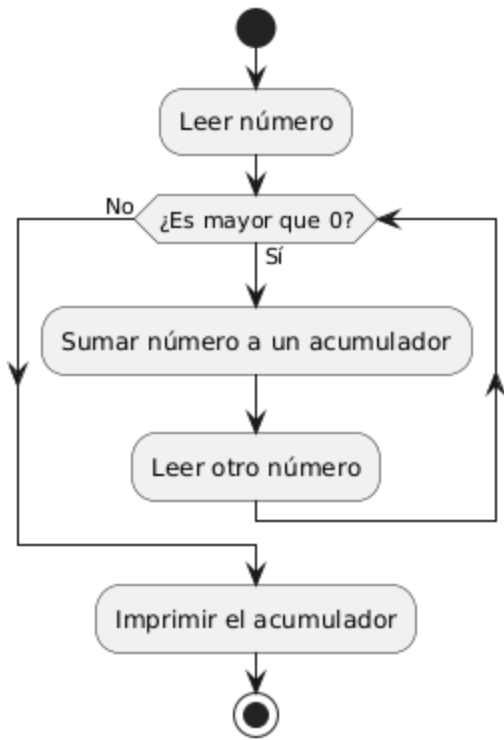 Leer número
No
¿Es mayor que 0?
Sí
Sumar número a un acumulador
Leer otro número
Imprimir el acumulador